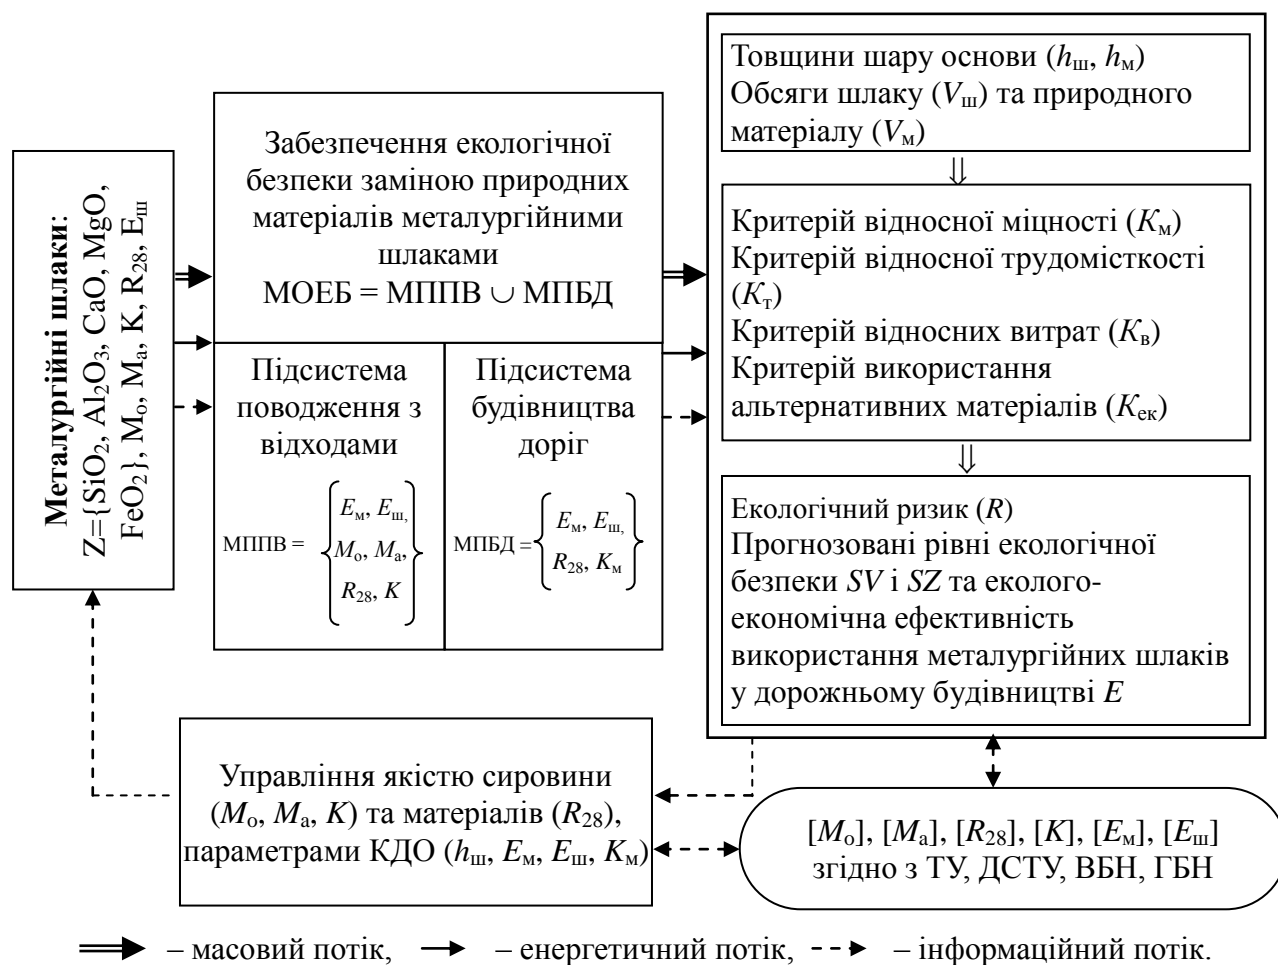 Металургійні шлаки:
Z={SiO₂, Al₂O₃, CaO, MgO,
FeO₂}, Mₒ, Mₐ, K, R₂₈, Eш
Забезпечення екологічної
безпеки заміною природних
матеріалів металургійними
шлаками
МОЕБ = МППВ ∪ МПБД
Підсистема
поводження з
відходами
МППВ =
Eм, Eш,
Mо, Mа,
R₂₈, K
Підсистема
будівництва
доріг
МПБД=
Eм, Eш,
R₂₈, Kм
Товщини шару основи (hш, hм)
Обсяги шлаку (Vш) та природного
матеріалу (Vм)
⇓
Критерій відносної міцності (Kм)
Критерій відносної трудомісткості
(Kт)
Критерій відносних витрат (Kв)
Критерій використання
альтернативних матеріалів (Kек)
⇓
Екологічний ризик (R)
Прогнозовані рівні екологічної
безпеки SV і SZ та еколого-
економічна ефективність
використання металургійних шлаків
у дорожньому будівництві E
Управління якістю сировини
(Mо, Mа, K) та матеріалів (R₂₈),
параметрами КДО (hш, Eм, Eш, Kм)
[Mо], [Mа], [R₂₈], [K], [Eм], [Eш]
згідно з ТУ, ДСТУ, ВБН, ГБН
– масовий потік, – енергетичний потік, – інформаційний потік.